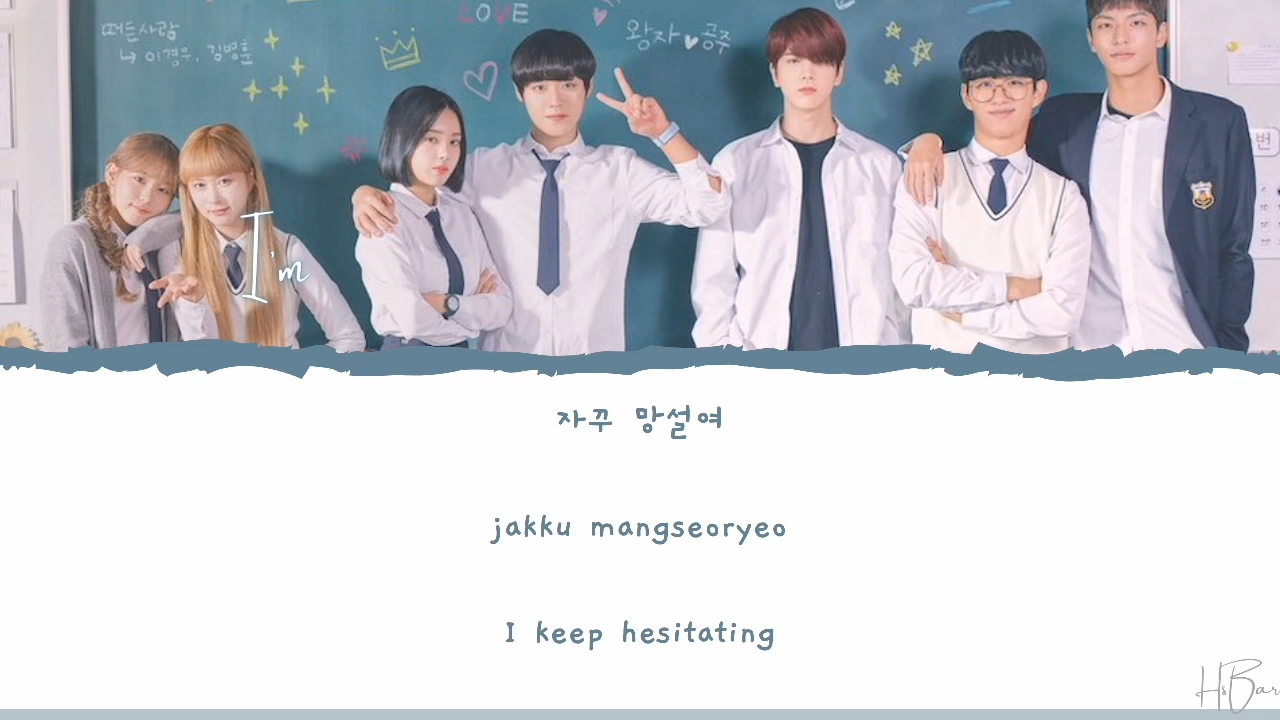 LOVE
떠든사람
↳ 이경우, 김병훈
왕자♥공주
번
I'm
자꾸 망설여
jakku mangseoryeo
I keep hesitating
HsBar